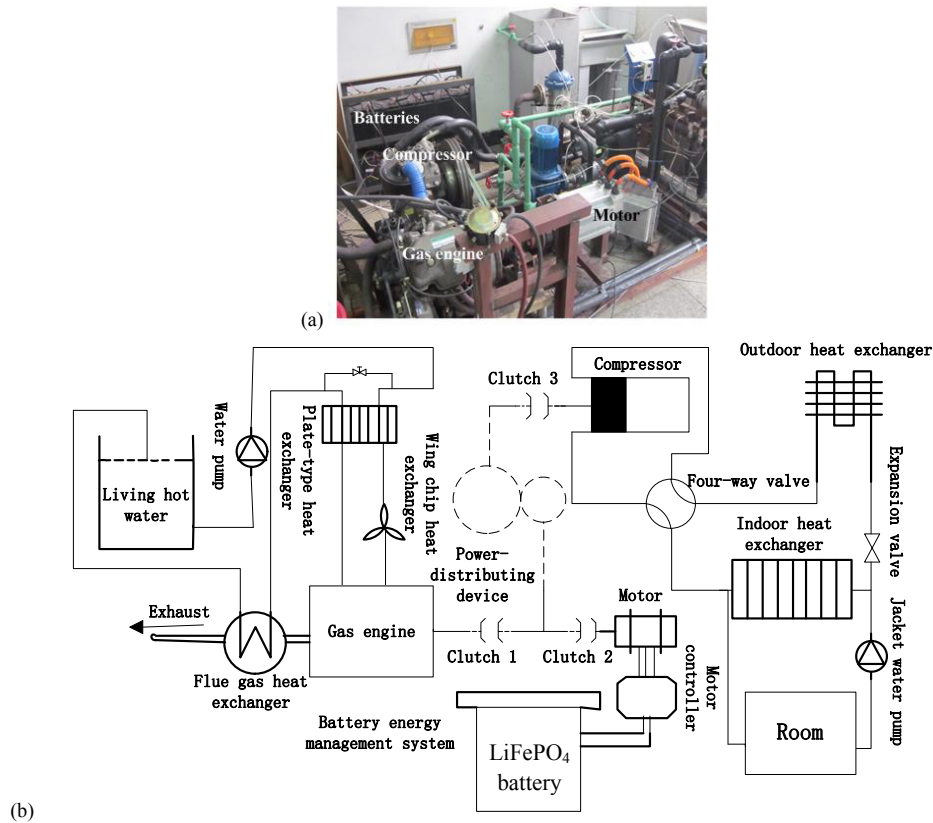 Batteries
Compressor
Motor
Gas engine
(a)
Outdoor heat exchanger
Compressor
Clutch 3
Water pump
Plate-type heat
exchanger
Wing chip heat
exchanger
Living hot
water
Four-way valve
Expansion valve
Indoor heat
exchanger
Power-
distributing
device
Exhaust
Gas engine
Motor
Clutch 1
Clutch 2
Jacket water pump
Flue gas heat
exchanger
Motor
controller
Battery energy
management system
LiFePO₄
battery
Room
(b)